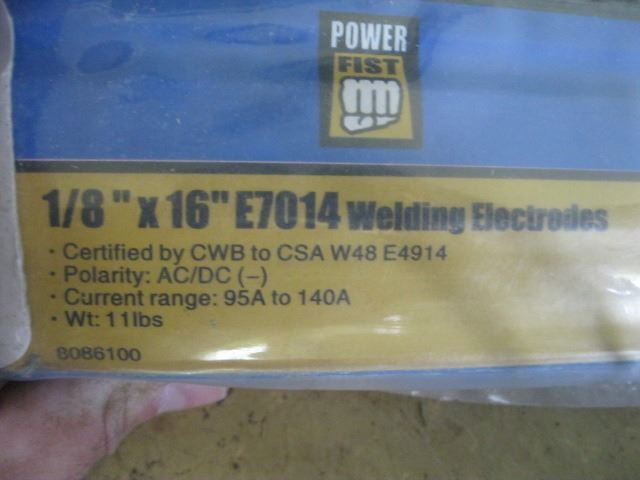 POWER
FIST
1/8" x 16" E7014 Welding Electrodes
· Certified by CWB to CSA W48 E4914
· Polarity: AC/DC (–)
· Current range: 95A to 140A
· Wt: 11lbs
8086100